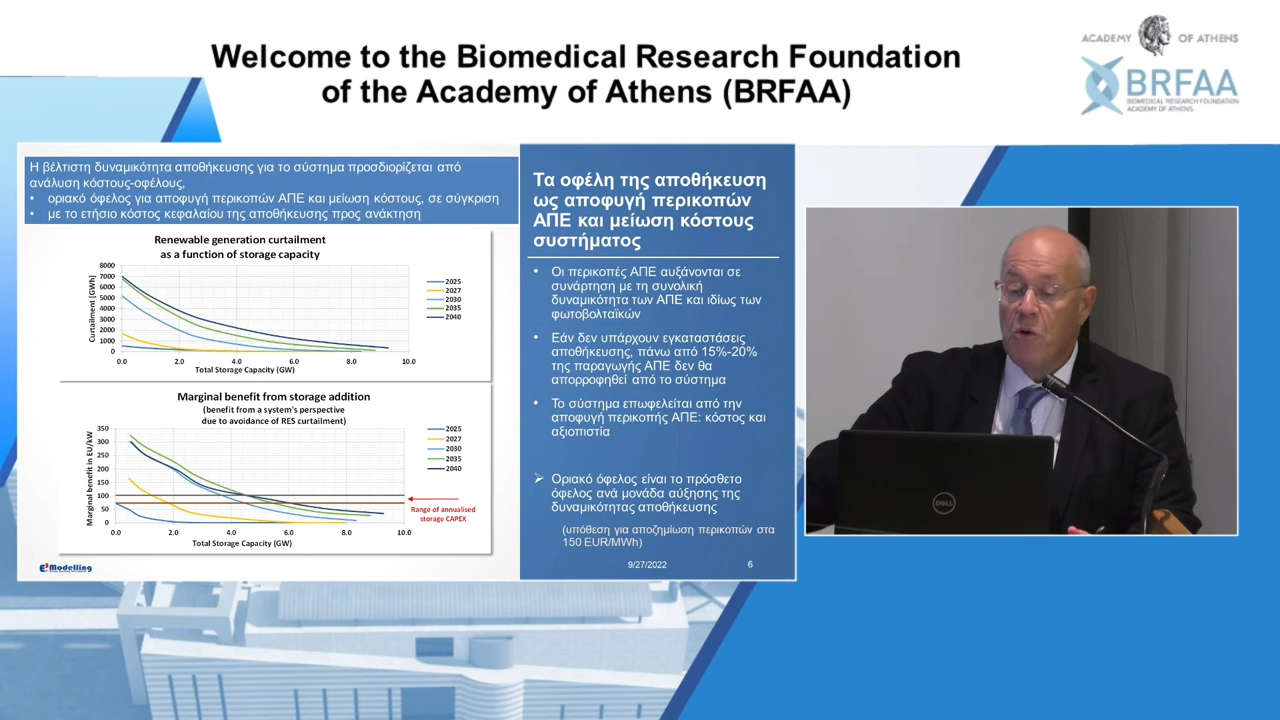 Welcome to the Biomedical Research Foundation
of the Academy of Athens (BRFAA)
ACADEMY OF ATHENS
BRFAA
BIOMEDICAL RESEARCH FOUNDATION
ACADEMY OF ATHENS
Η βέλτιστη δυναμικότητα αποθήκευσης για το σύστημα προσδιορίζεται από
ανάλυση κόστους-οφέλους,
• οριακό όφελος για αποφυγή περικοπών ΑΠΕ και μείωση κόστους, σε σύγκριση
• με το ετήσιο κόστος κεφαλαίου της αποθήκευσης προς ανάκτηση
Renewable generation curtailment
as a function of storage capacity
Curtailment [GWh]
8000
7000
6000
5000
4000
3000
2000
1000
0
0.0 2.0 4.0 6.0 8.0 10.0
Total Storage Capacity (GW)
2025
2027
2030
2035
2040
Marginal benefit from storage addition
(benefit from a system's perspective
due to avoidance of RES curtailment)
Marginal benefit in EU/kW
350
300
250
200
150
100
50
0
0.0 2.0 4.0 6.0 8.0 10.0
Total Storage Capacity (GW)
2025
2027
2030
2035
2040
Range of annualised
storage CAPEX
E3Modelling
Τα οφέλη της αποθήκευση
ως αποφυγή περικοπών
ΑΠΕ και μείωση κόστους
συστήματος
• Οι περικοπές ΑΠΕ αυξάνονται σε
συνάρτηση με τη συνολική
δυναμικότητα των ΑΠΕ και ιδίως των
φωτοβολταϊκών
• Εάν δεν υπάρχουν εγκαταστάσεις
αποθήκευσης, πάνω από 15%-20%
της παραγωγής ΑΠΕ δεν θα
απορροφηθεί από το σύστημα
• Το σύστημα επωφελείται από την
αποφυγή περικοπής ΑΠΕ: κόστος και
αξιοπιστία
➢ Οριακό όφελος είναι το πρόσθετο
όφελος ανά μονάδα αύξησης της
δυναμικότητας αποθήκευσης
(υπόθεση για αποζημίωση περικοπών στα
150 EUR/MWh)
9/27/2022 6
DELL